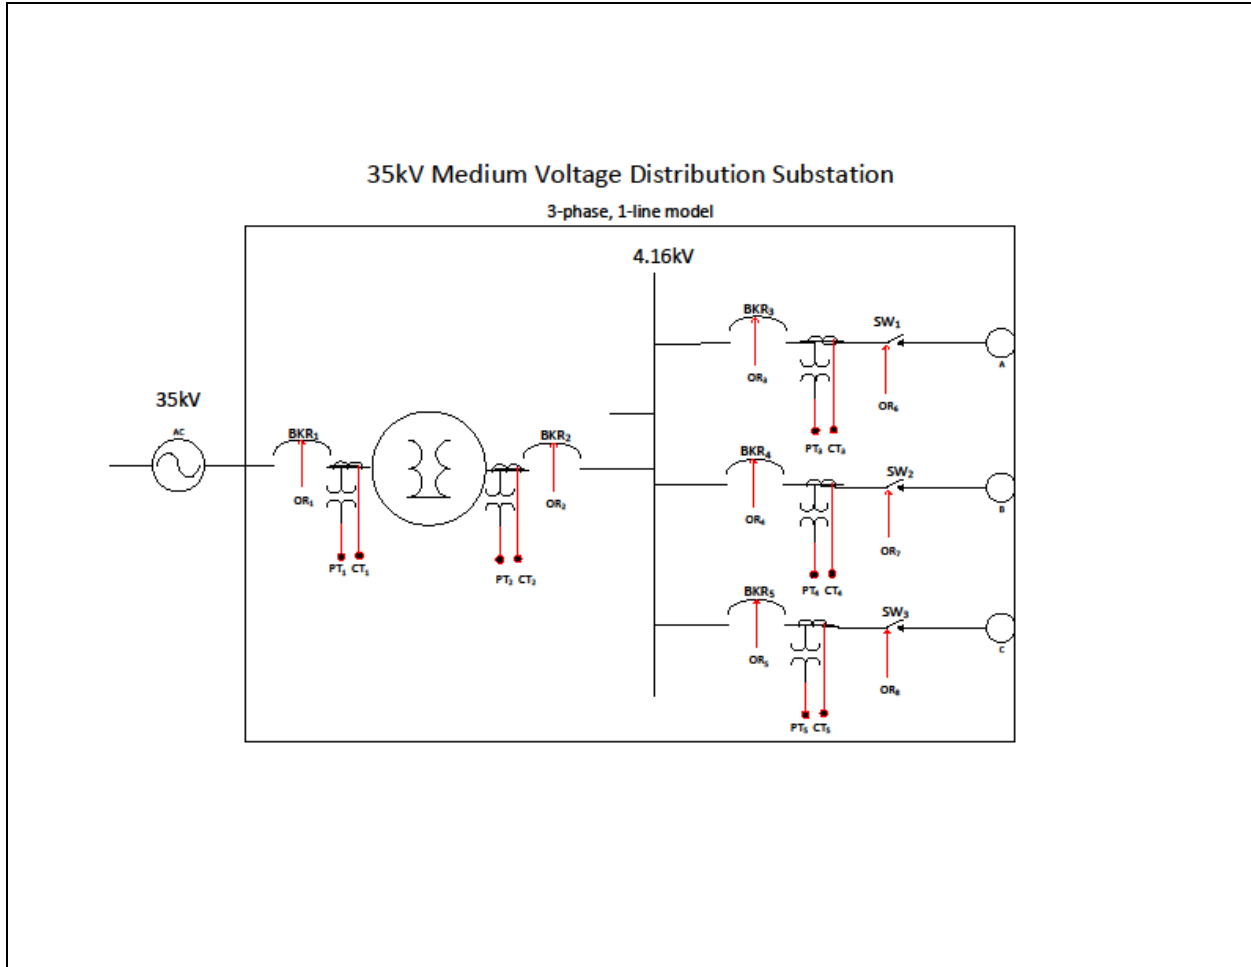 35kV Medium Voltage Distribution Substation
3-phase, 1-line model
4.16kV
35kV
AC
BKR₁
OR₁
PT₁ CT₁
BKR₂
OR₂
PT₂ CT₂
BKR₃
OR₃
PT₃ CT₃
SW₁
OR₆
A
BKR₄
OR₄
PT₄ CT₄
SW₂
OR₇
B
BKR₅
OR₅
PT₅ CT₅
SW₃
OR₈
C